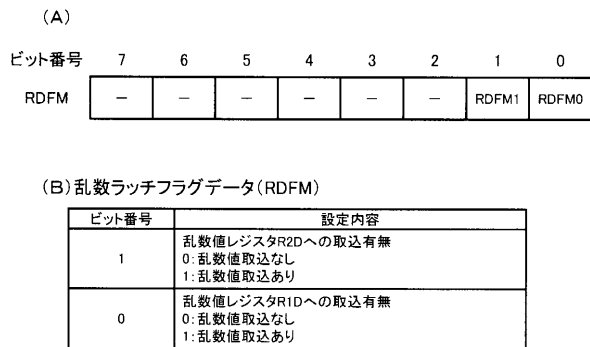 (A)
ビット番号 7 6 5 4 3 2 1 0
RDFM － － － － － － RDFM1 RDFM0
(B)乱数ラッチフラグデータ(RDFM)
ビット番号 設定内容
1 乱数値レジスタR2Dへの取込有無
0:乱数値取込なし
1:乱数値取込あり
0 乱数値レジスタR1Dへの取込有無
0:乱数値取込なし
1:乱数値取込あり